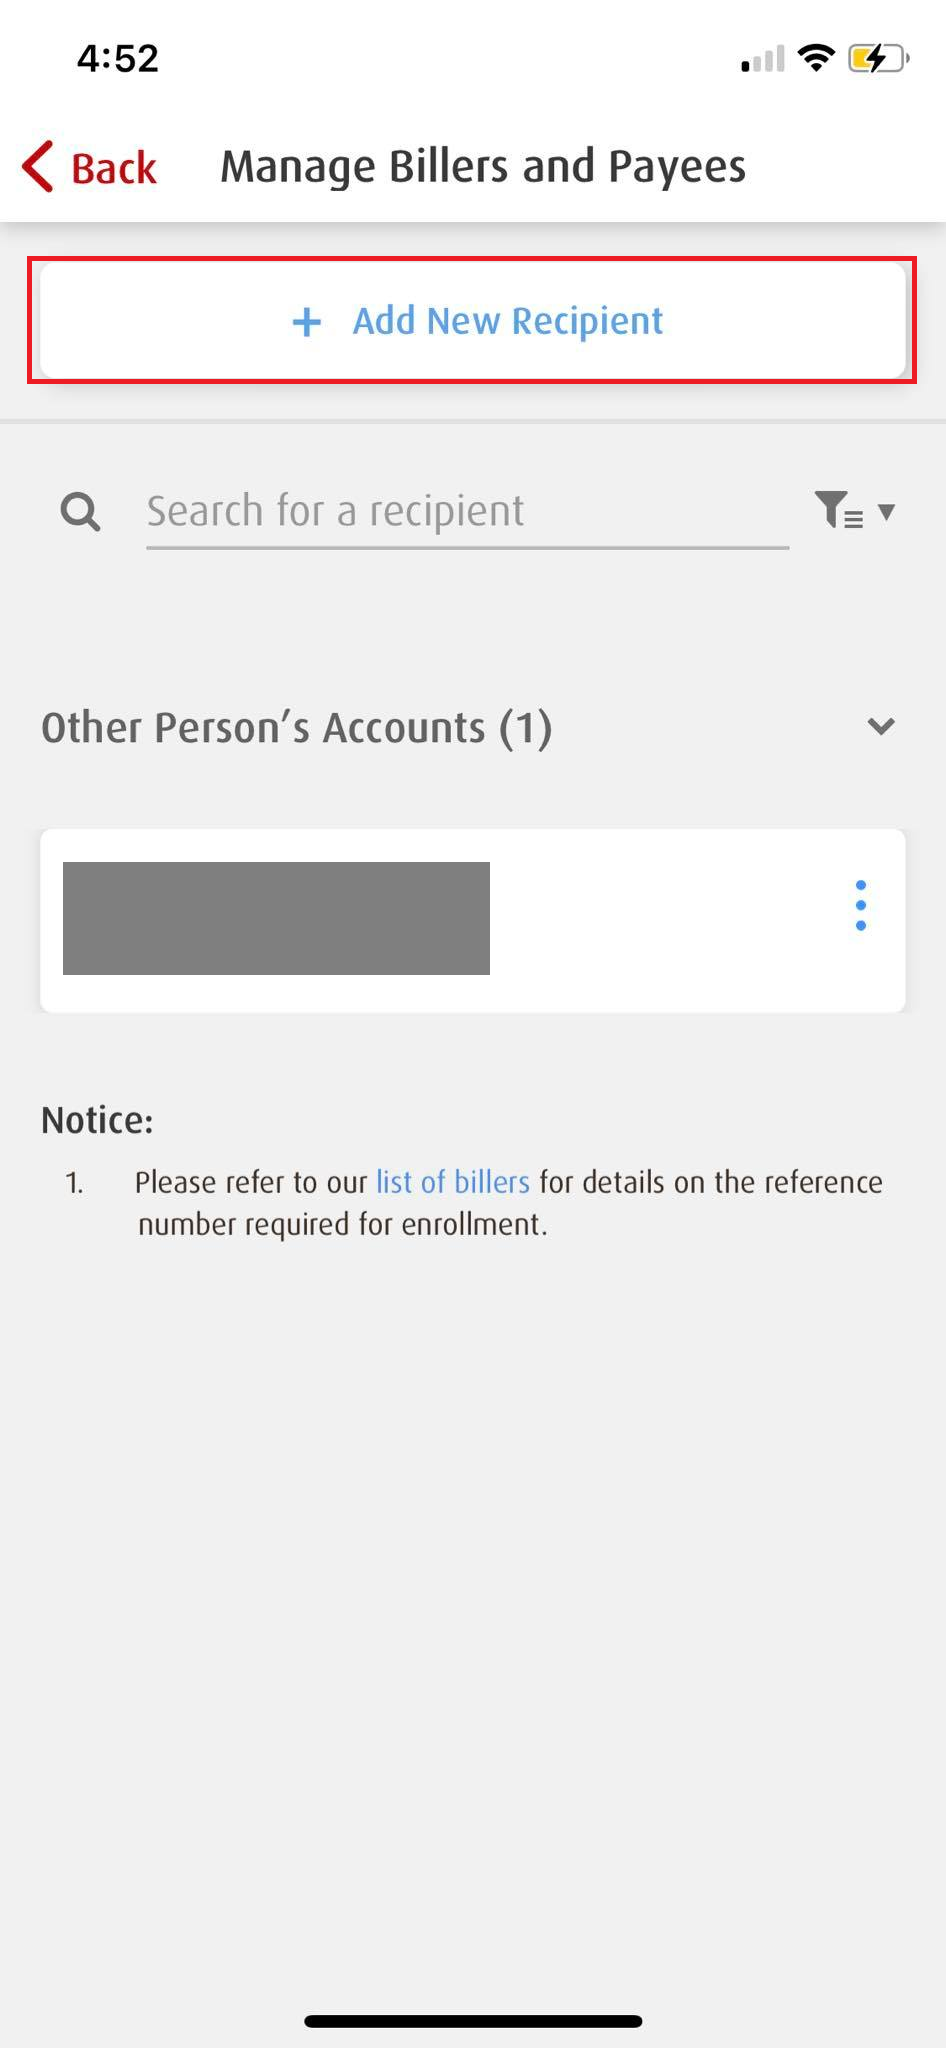 4:52
Back
Manage Billers and Payees
+ Add New Recipient
Search for a recipient
Other Person's Accounts (1)
Notice:
1. Please refer to our list of billers for details on the reference
number required for enrollment.